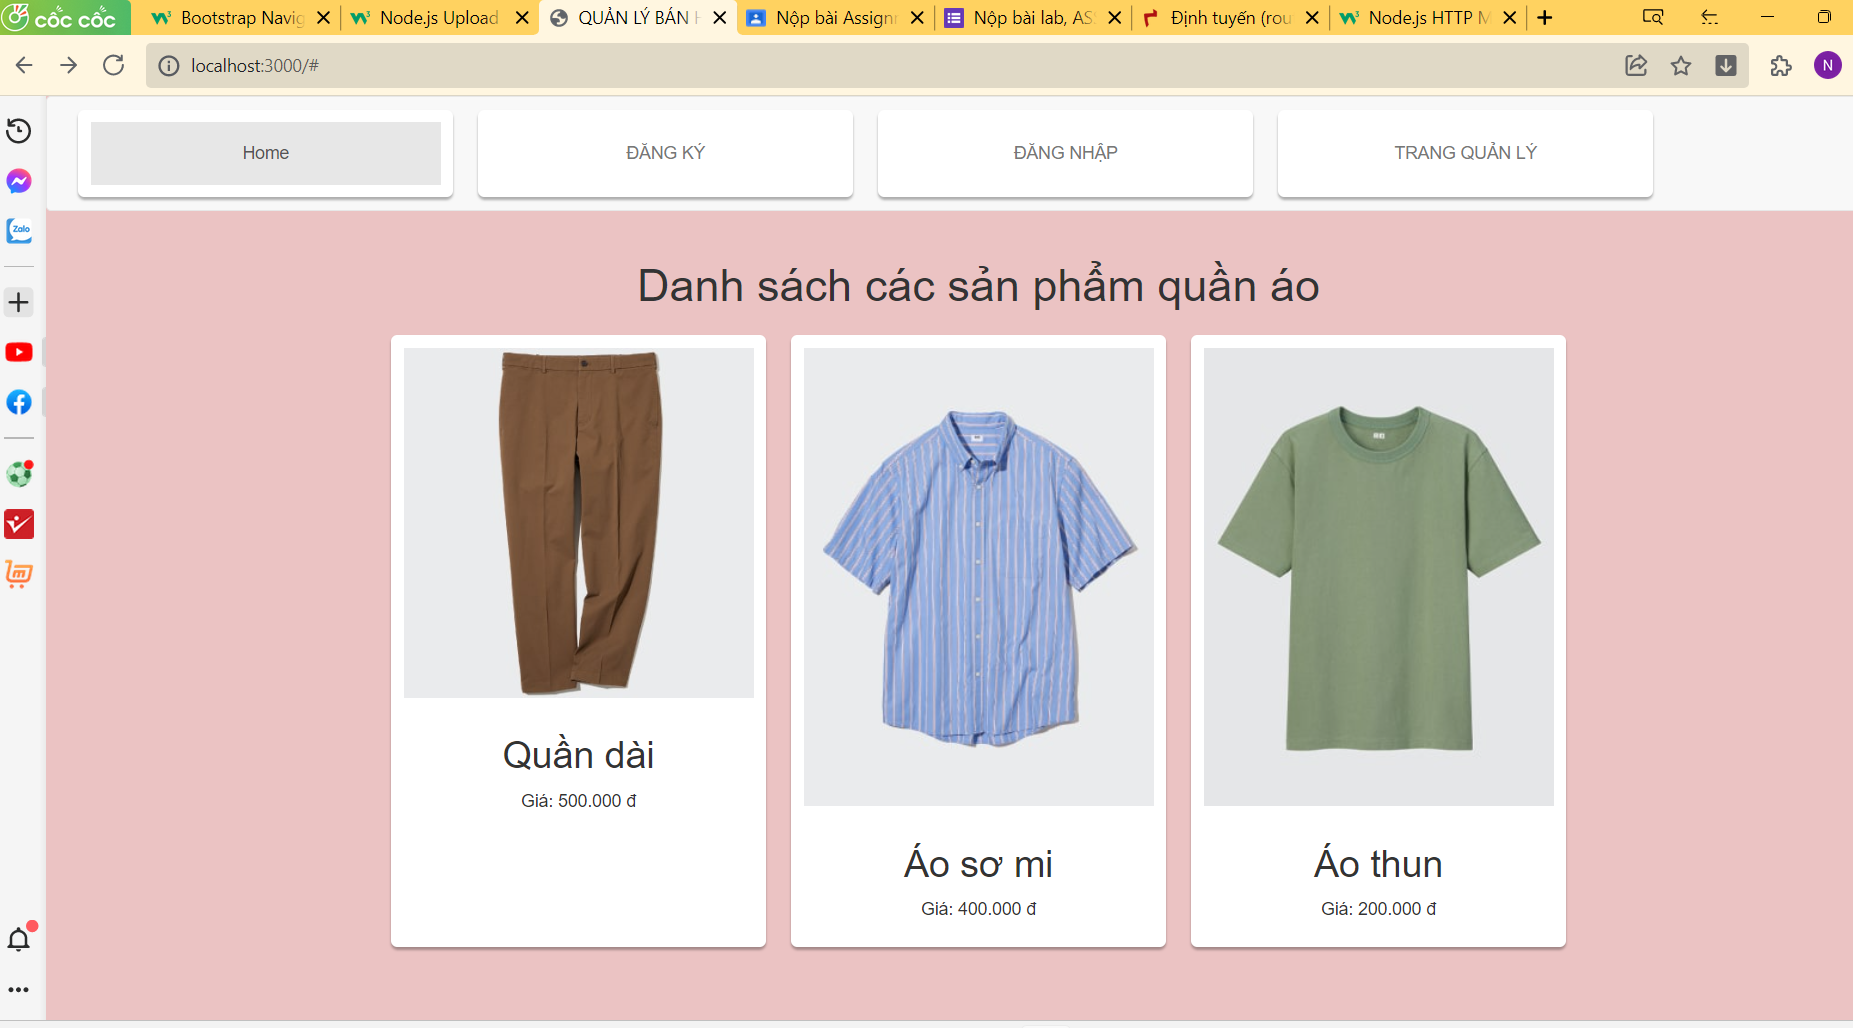 cốc cốc
Bootstrap Navig
Node.js Upload
QUẢN LÝ BÁN H
Nộp bài Assignm
Nộp bài lab, AS
Định tuyến (rou
Node.js HTTP M
localhost:3000/#
N
Zalo
Home
ĐĂNG KÝ
ĐĂNG NHẬP
TRANG QUẢN LÝ
Danh sách các sản phẩm quần áo
Quần dài
Giá: 500.000 đ
Áo sơ mi
Giá: 400.000 đ
Áo thun
Giá: 200.000 đ